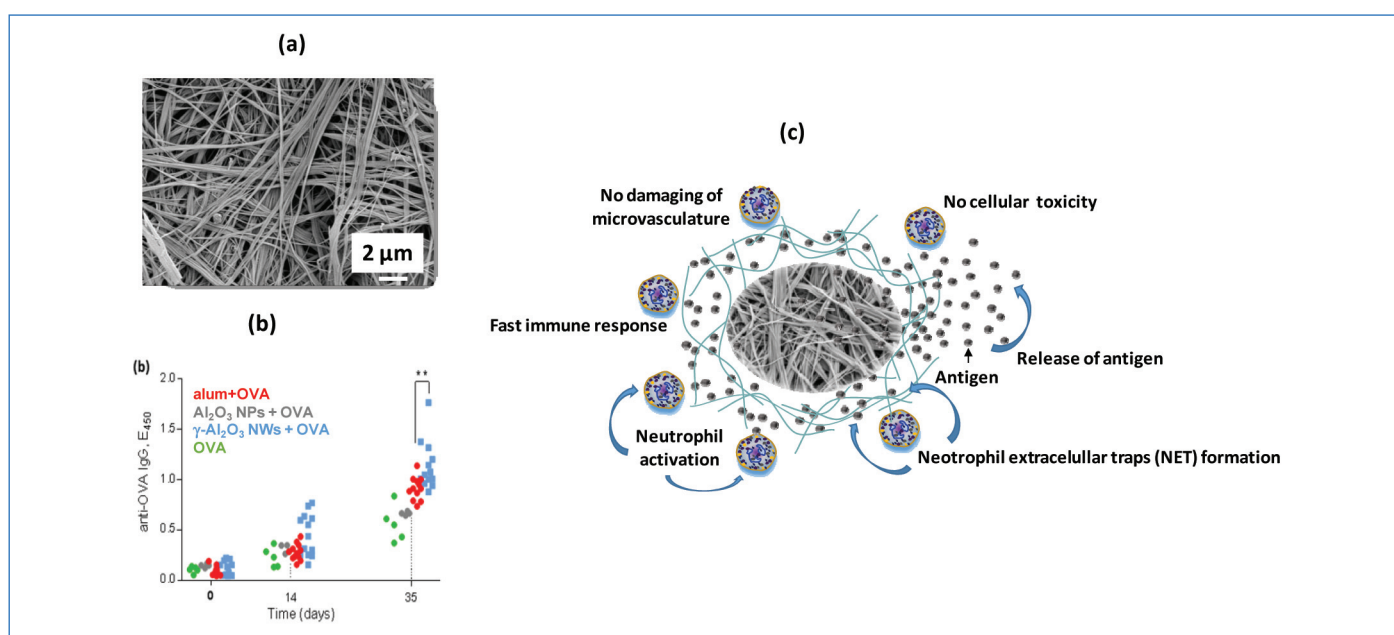 (a)
2 μm
(b)
(b)
alum+OVA
Al₂O₃ NPs + OVA
γ-Al₂O₃ NWs + OVA
OVA
**
anti-OVA IgG, E₄₅₀
2.0
1.5
1.0
0.5
0.0
0
14
35
Time (days)
(c)
No damaging of
microvasculature
No cellular toxicity
Fast immune response
Release of antigen
Antigen
Neutrophil
activation
Neotrophil extracelullar traps (NET) formation